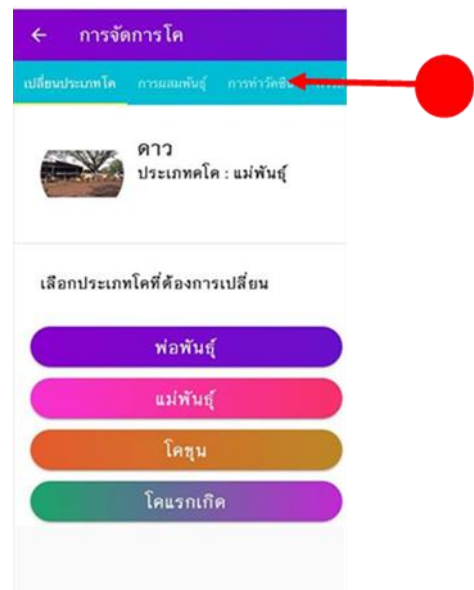 การจัดการโค
เปลี่ยนประเภทโค การผสมพันธุ์ การทำวัคซีน
ดาว
ประเภทคโค : แม่พันธุ์
เลือกประเภทโคที่ต้องการเปลี่ยน
พ่อพันธุ์
แม่พันธุ์
โคขุน
โคแรกเกิด